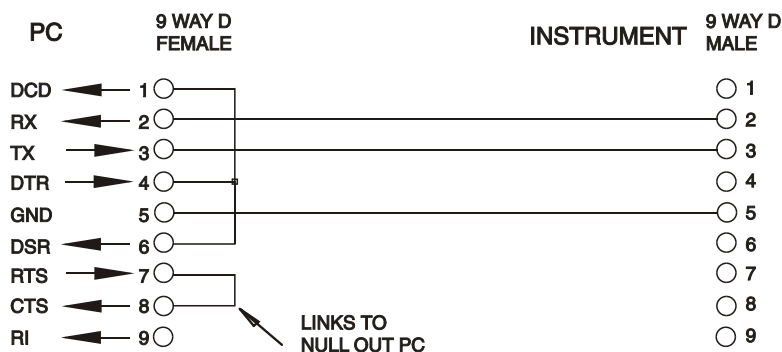 PC
9 WAY D
FEMALE
INSTRUMENT
9 WAY D
MALE
DCD 1 1
RX 2 2
TX 3 3
DTR 4 4
GND 5 5
DSR 6 6
RTS 7 7
CTS 8 8
RI 9 9
LINKS TO
NULL OUT PC